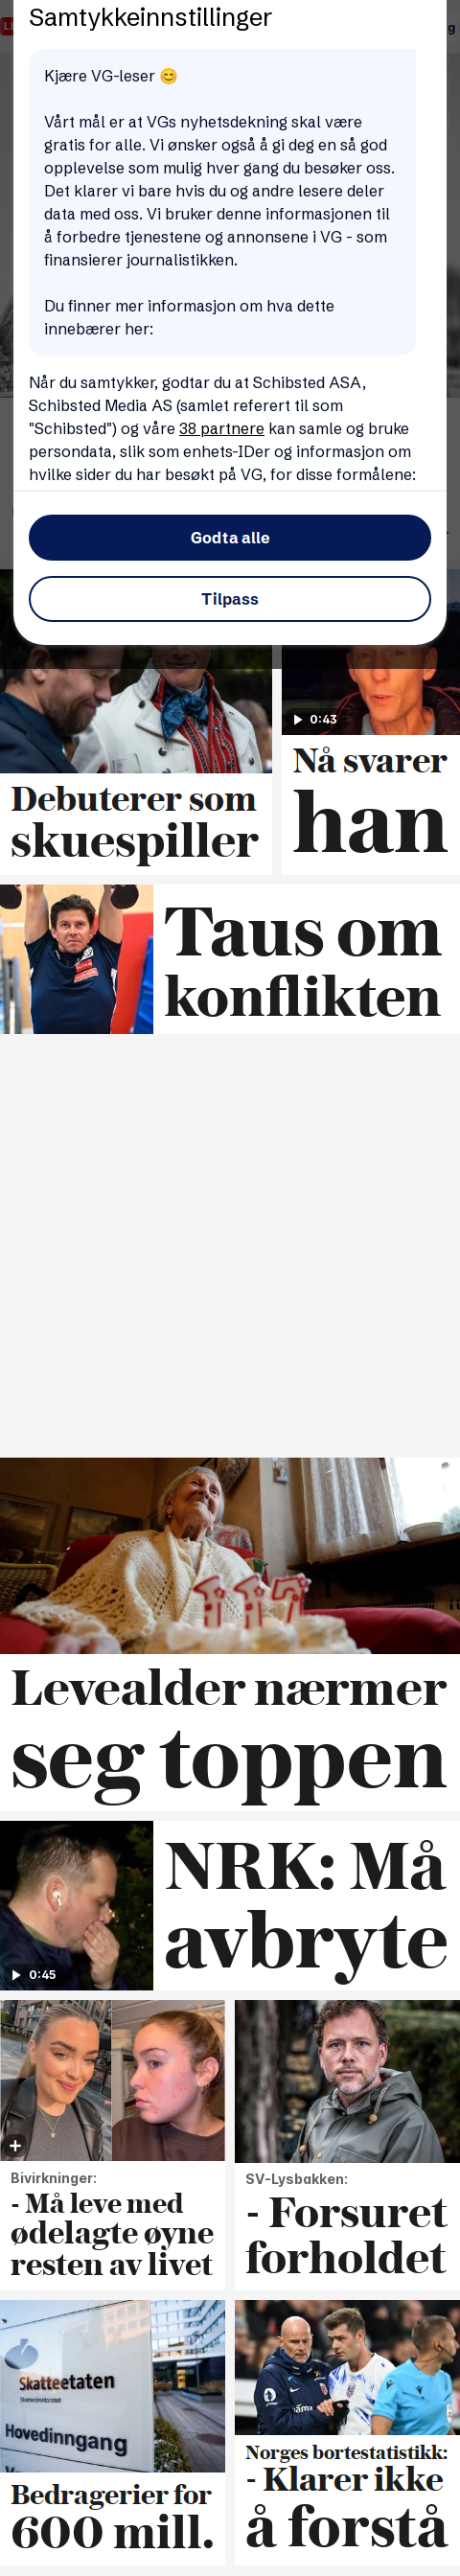 Samtykkeinnstillinger
Kjære VG-leser 😊
Vårt mål er at VGs nyhetsdekning skal være
gratis for alle. Vi ønsker også å gi deg en så god
opplevelse som mulig hver gang du besøker oss.
Det klarer vi bare hvis du og andre lesere deler
data med oss. Vi bruker denne informasjonen til
å forbedre tjenestene og annonsene i VG - som
finansierer journalistikken.
Du finner mer informasjon om hva dette
innebærer her:
Når du samtykker, godtar du at Schibsted ASA,
Schibsted Media AS (samlet referert til som
"Schibsted") og våre 38 partnere kan samle og bruke
persondata, slik som enhets-IDer og informasjon om
hvilke sider du har besøkt på VG, for disse formålene:
Godta alle
Tilpass
Debuterer som
skuespiller
0:43
Nå svarer
han
Taus om
konflikten
117
Levealder nærmer
seg toppen
0:45
NRK: Må
avbryte
Bivirkninger:
- Må leve med
ødelagte øyne
resten av livet
SV-Lysbakken:
- Forsuret
forholdet
Skatteetaten
Hovedinngang
Bedragerier for
600 mill.
Norges bortestatistikk:
- Klarer ikke
å forstå